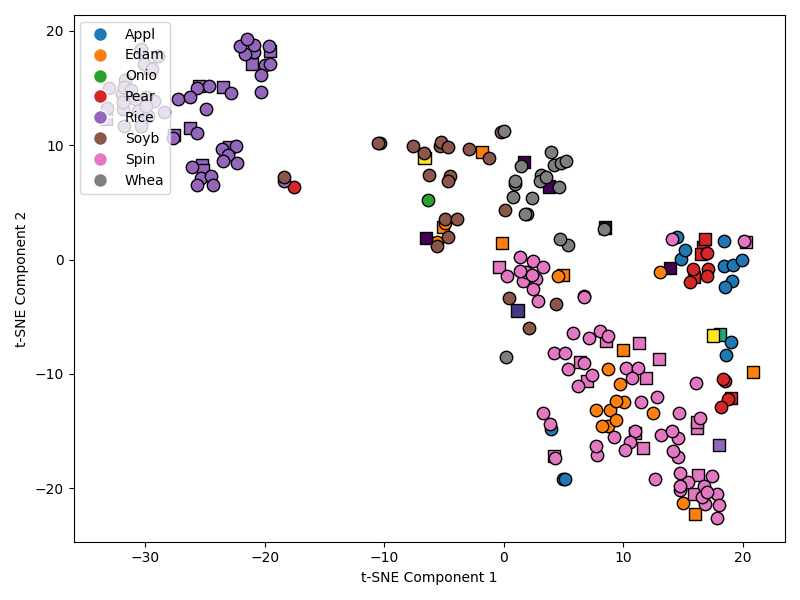 Appl
Edam
Onio
Pear
Rice
Soyb
Spin
Whea
20
10
0
−10
−20
−30
−20
−10
0
10
20
t-SNE Component 1
t-SNE Component 2